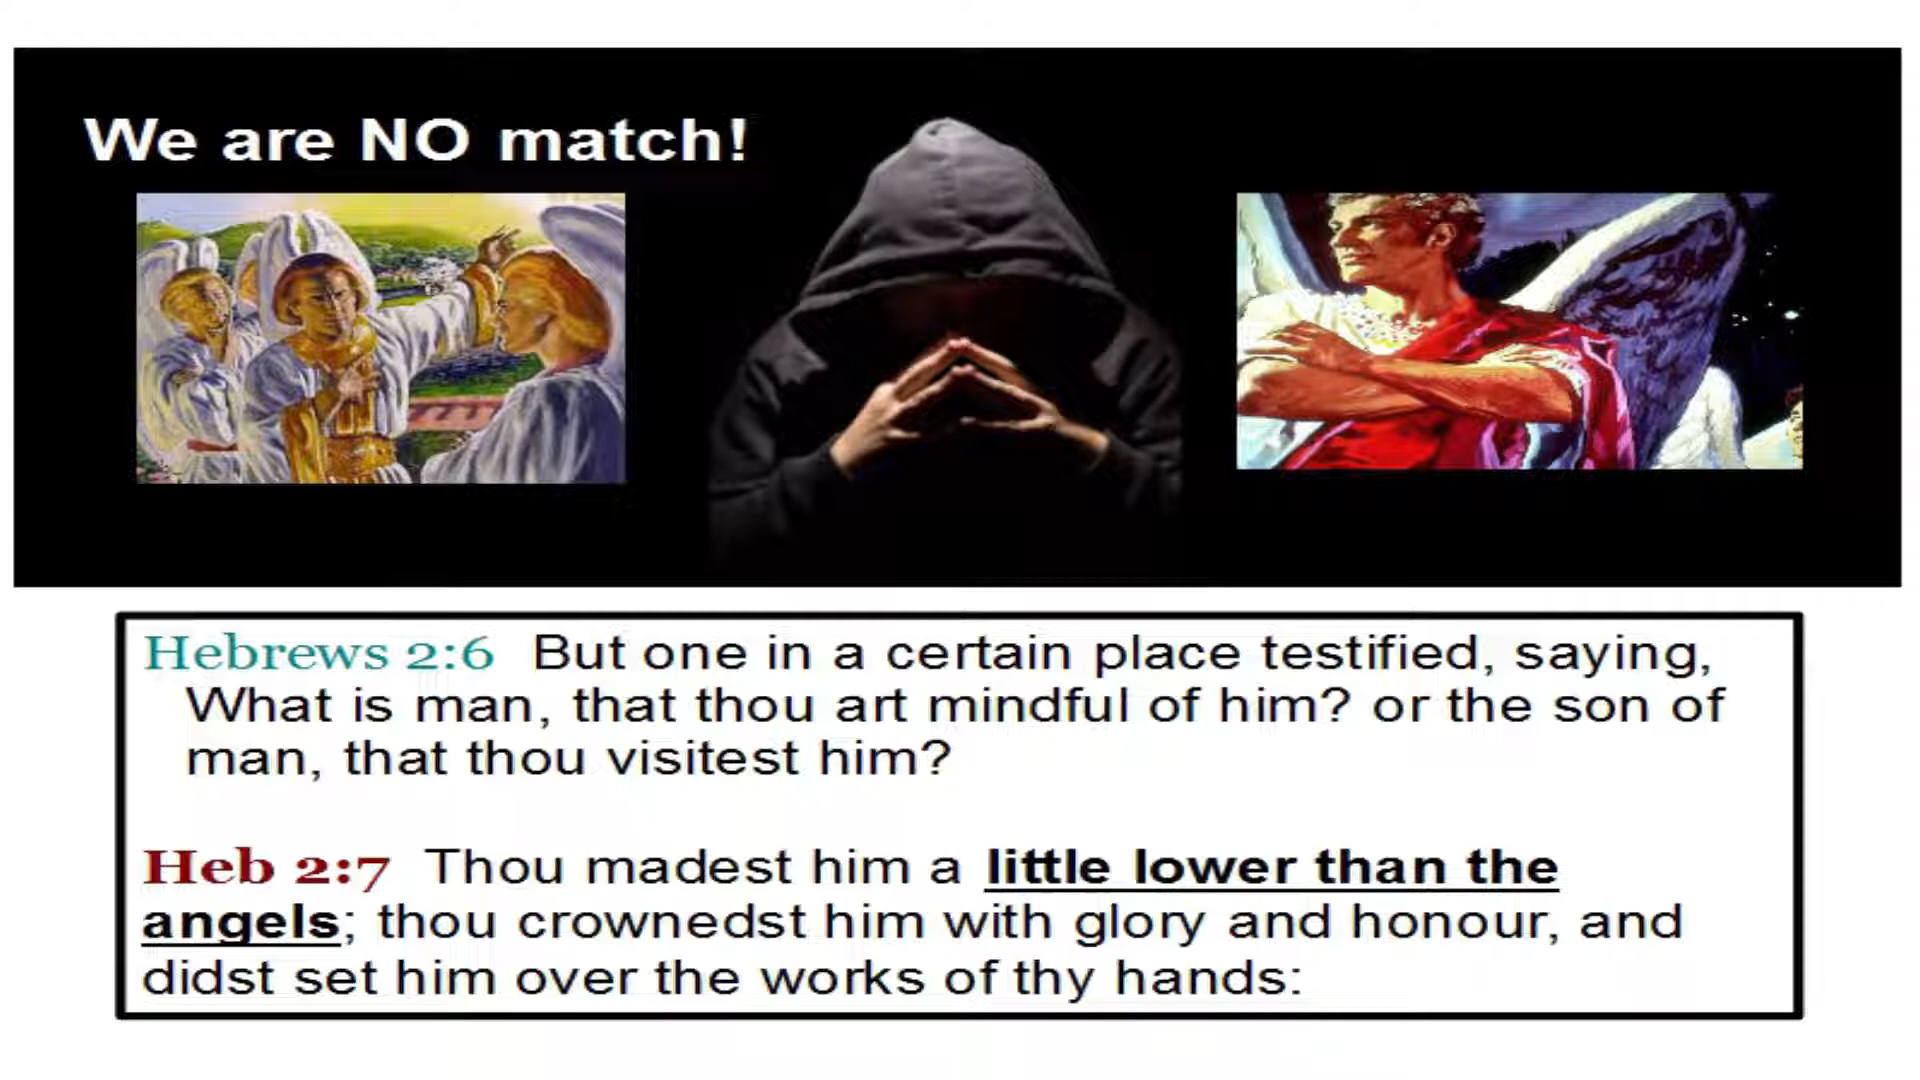 We are NO match!
Hebrews 2:6 But one in a certain place testified, saying,
What is man, that thou art mindful of him? or the son of
man, that thou visitest him?
Heb 2:7 Thou madest him a little lower than the
angels; thou crownedst him with glory and honour, and
didst set him over the works of thy hands: